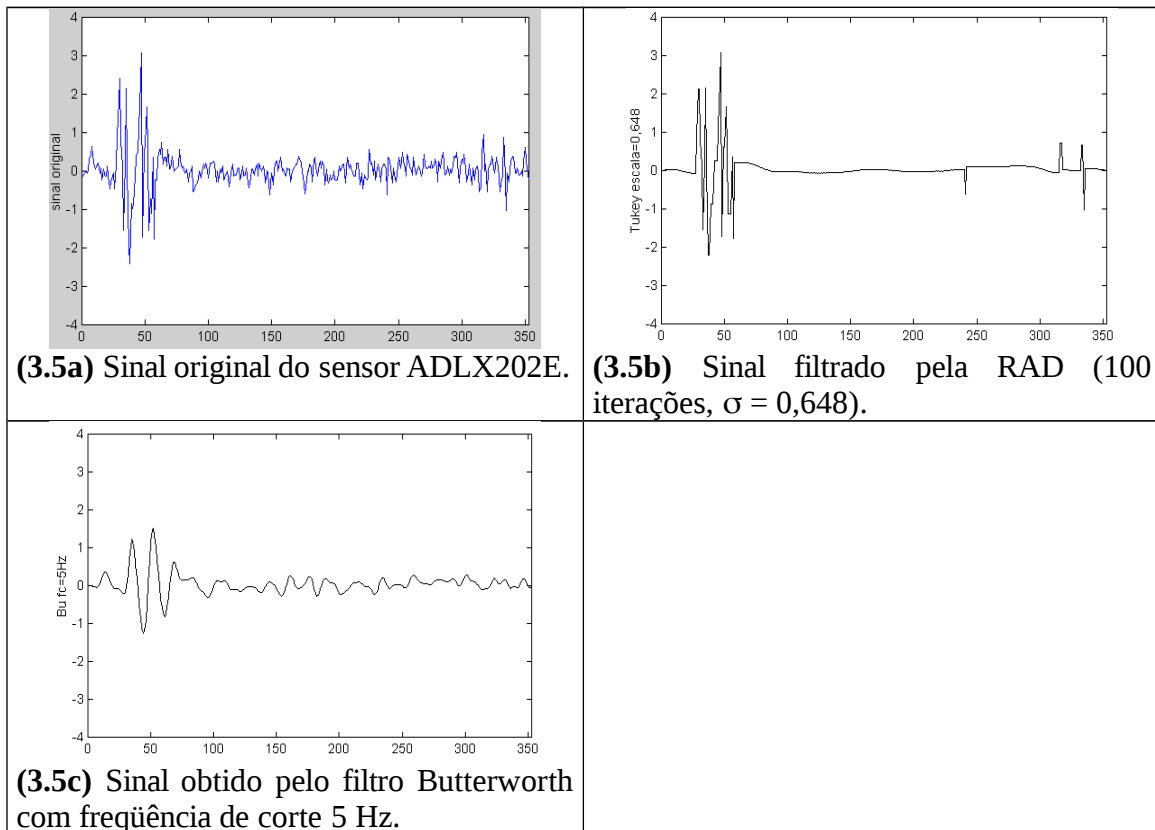 4
3
2
1
0
-1
-2
-3
-4
sinal original
0 50 100 150 200 250 300 350
(3.5a) Sinal original do sensor ADLX202E.
4
3
2
1
0
-1
-2
-3
-4
Tukey escala=0,648
0 50 100 150 200 250 300 350
(3.5b) Sinal filtrado pela RAD (100
iterações, σ = 0,648).
4
3
2
1
0
-1
-2
-3
-4
Bu fc=5Hz
0 50 100 150 200 250 300 350
(3.5c) Sinal obtido pelo filtro Butterworth
com freqüência de corte 5 Hz.